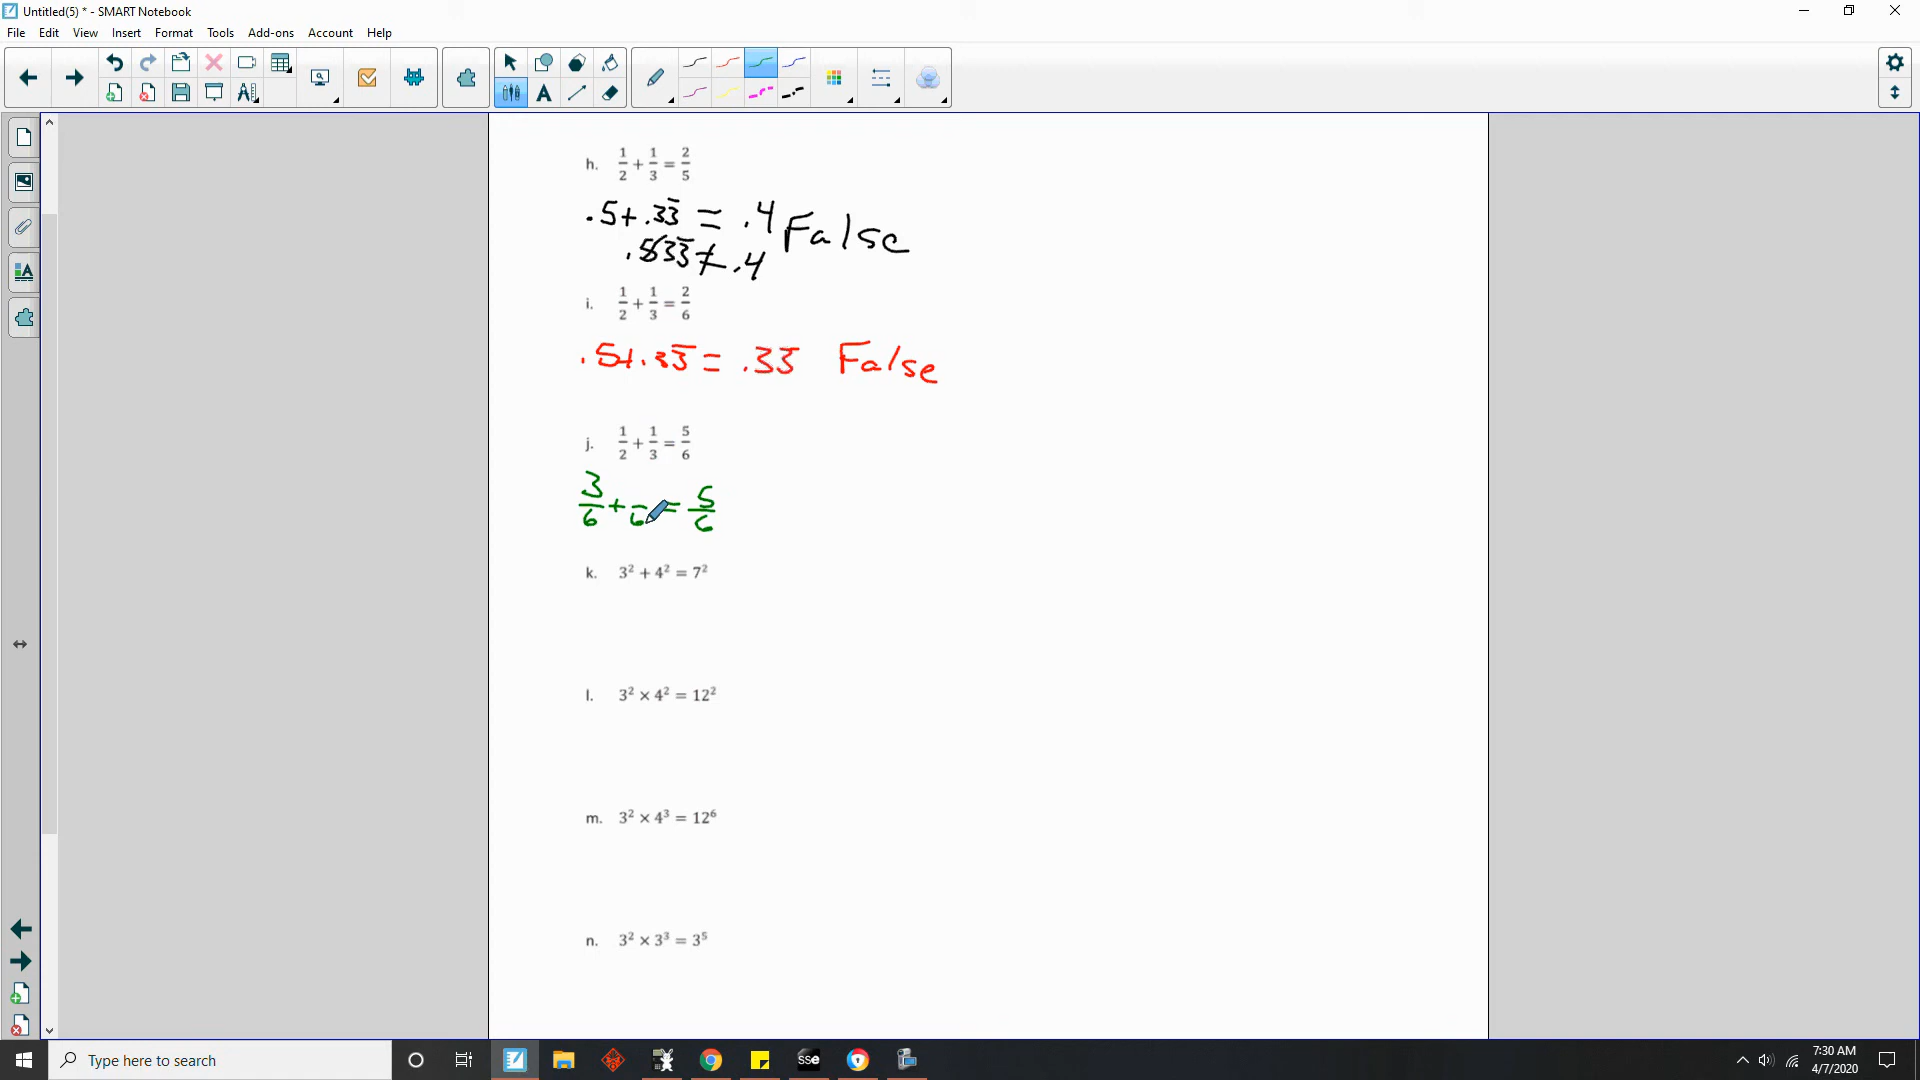 Untitled(5) * - SMART Notebook
File Edit View Insert Format Tools Add-ons Account Help
h. 1/2 + 1/3 = 2/5
.5+.33̅ = .4 False
≠ .4
i. 1/2 + 1/3 = 2/6
.5+.33̅ = .33̅ False
j. 1/2 + 1/3 = 5/6
3/6 + /6 = 5/6
k. 3² + 4² = 7²
l. 3² × 4² = 12²
m. 3² × 4³ = 12⁶
n. 3² × 3³ = 3⁵
Type here to search
sse
7:30 AM
4/7/2020